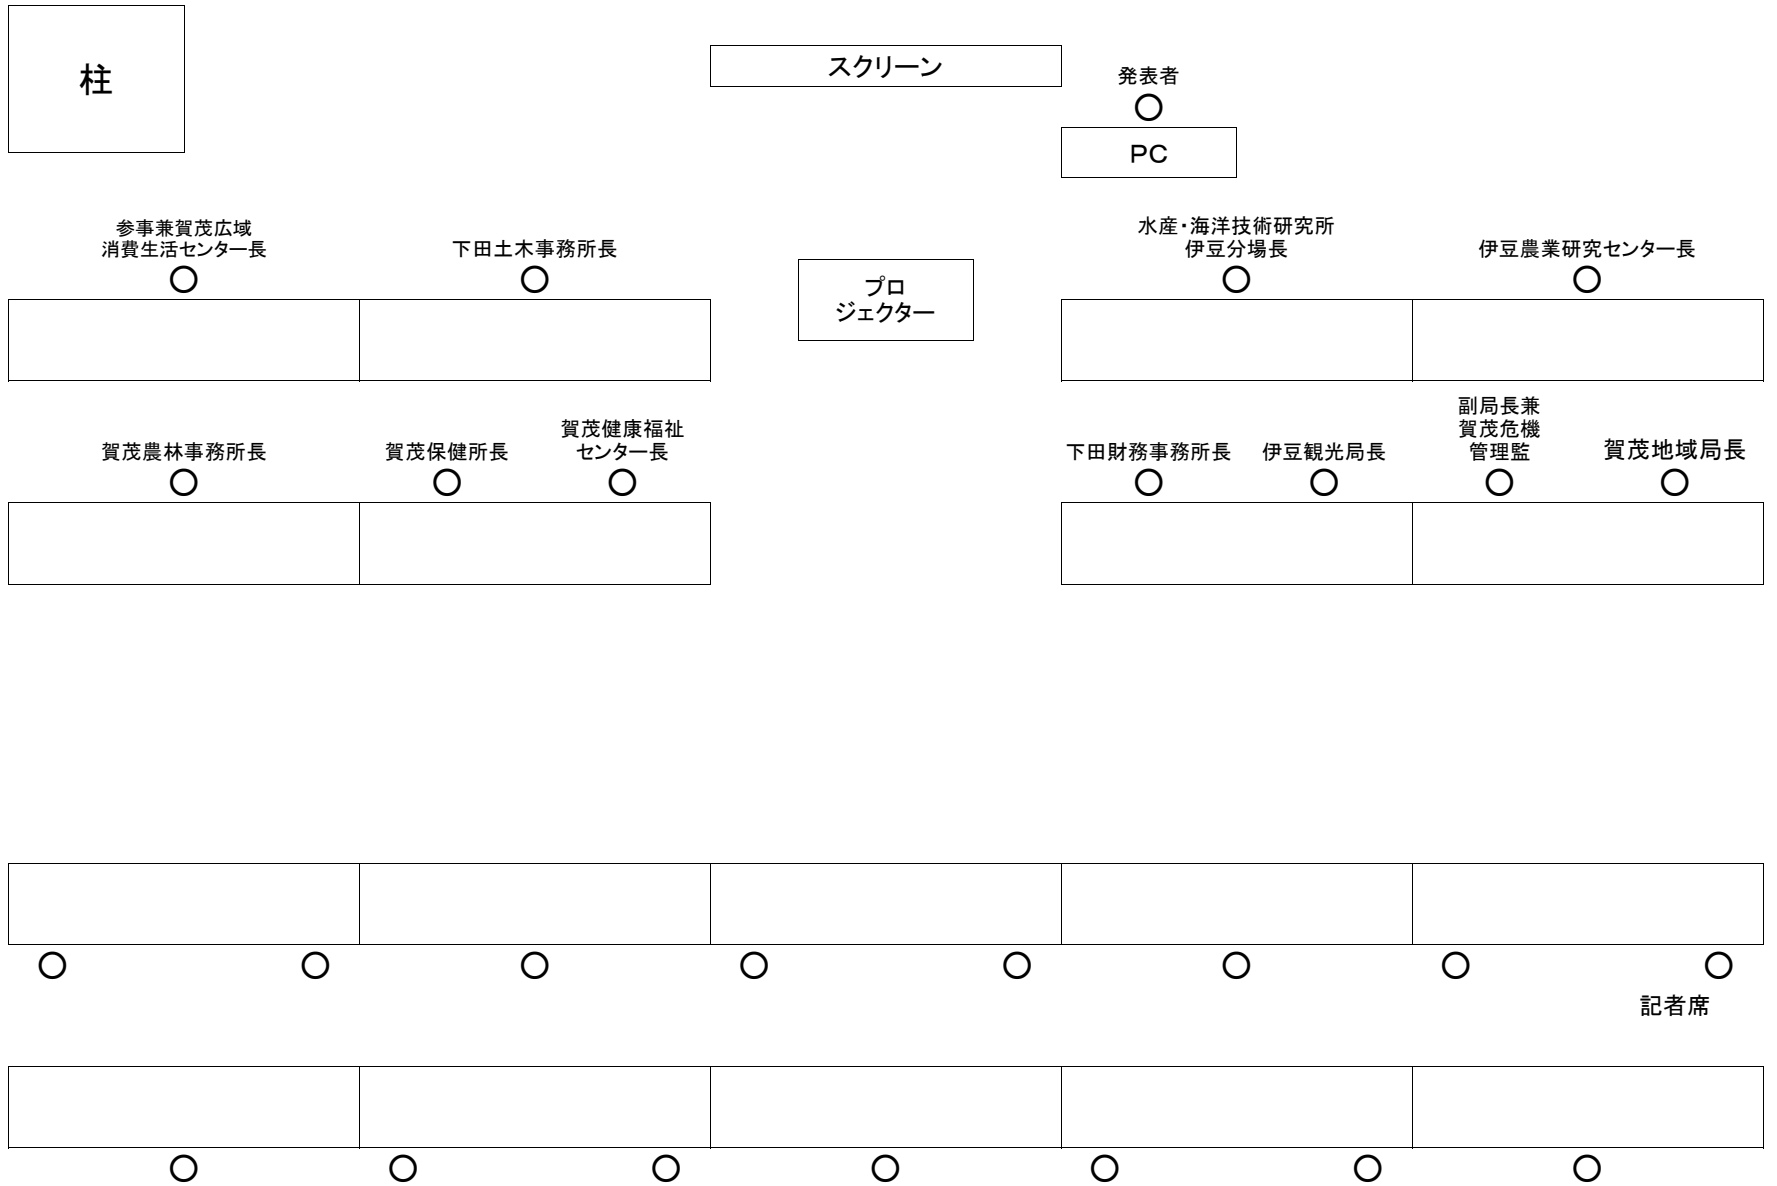 柱
スクリーン
発表者
○
PC
参事兼賀茂広域
消費生活センター長
○
下田土木事務所長
○
プロ
ジェクター
水産・海洋技術研究所
伊豆分場長
○
伊豆農業研究センター長
○
賀茂農林事務所長
○
賀茂保健所長
○
賀茂健康福祉
センター長
○
下田財務事務所長
○
伊豆観光局長
○
副局長兼
賀茂危機
管理監
○
賀茂地域局長
○
○ ○ ○ ○ ○ ○ ○ ○
記者席
○ ○ ○ ○ ○ ○ ○